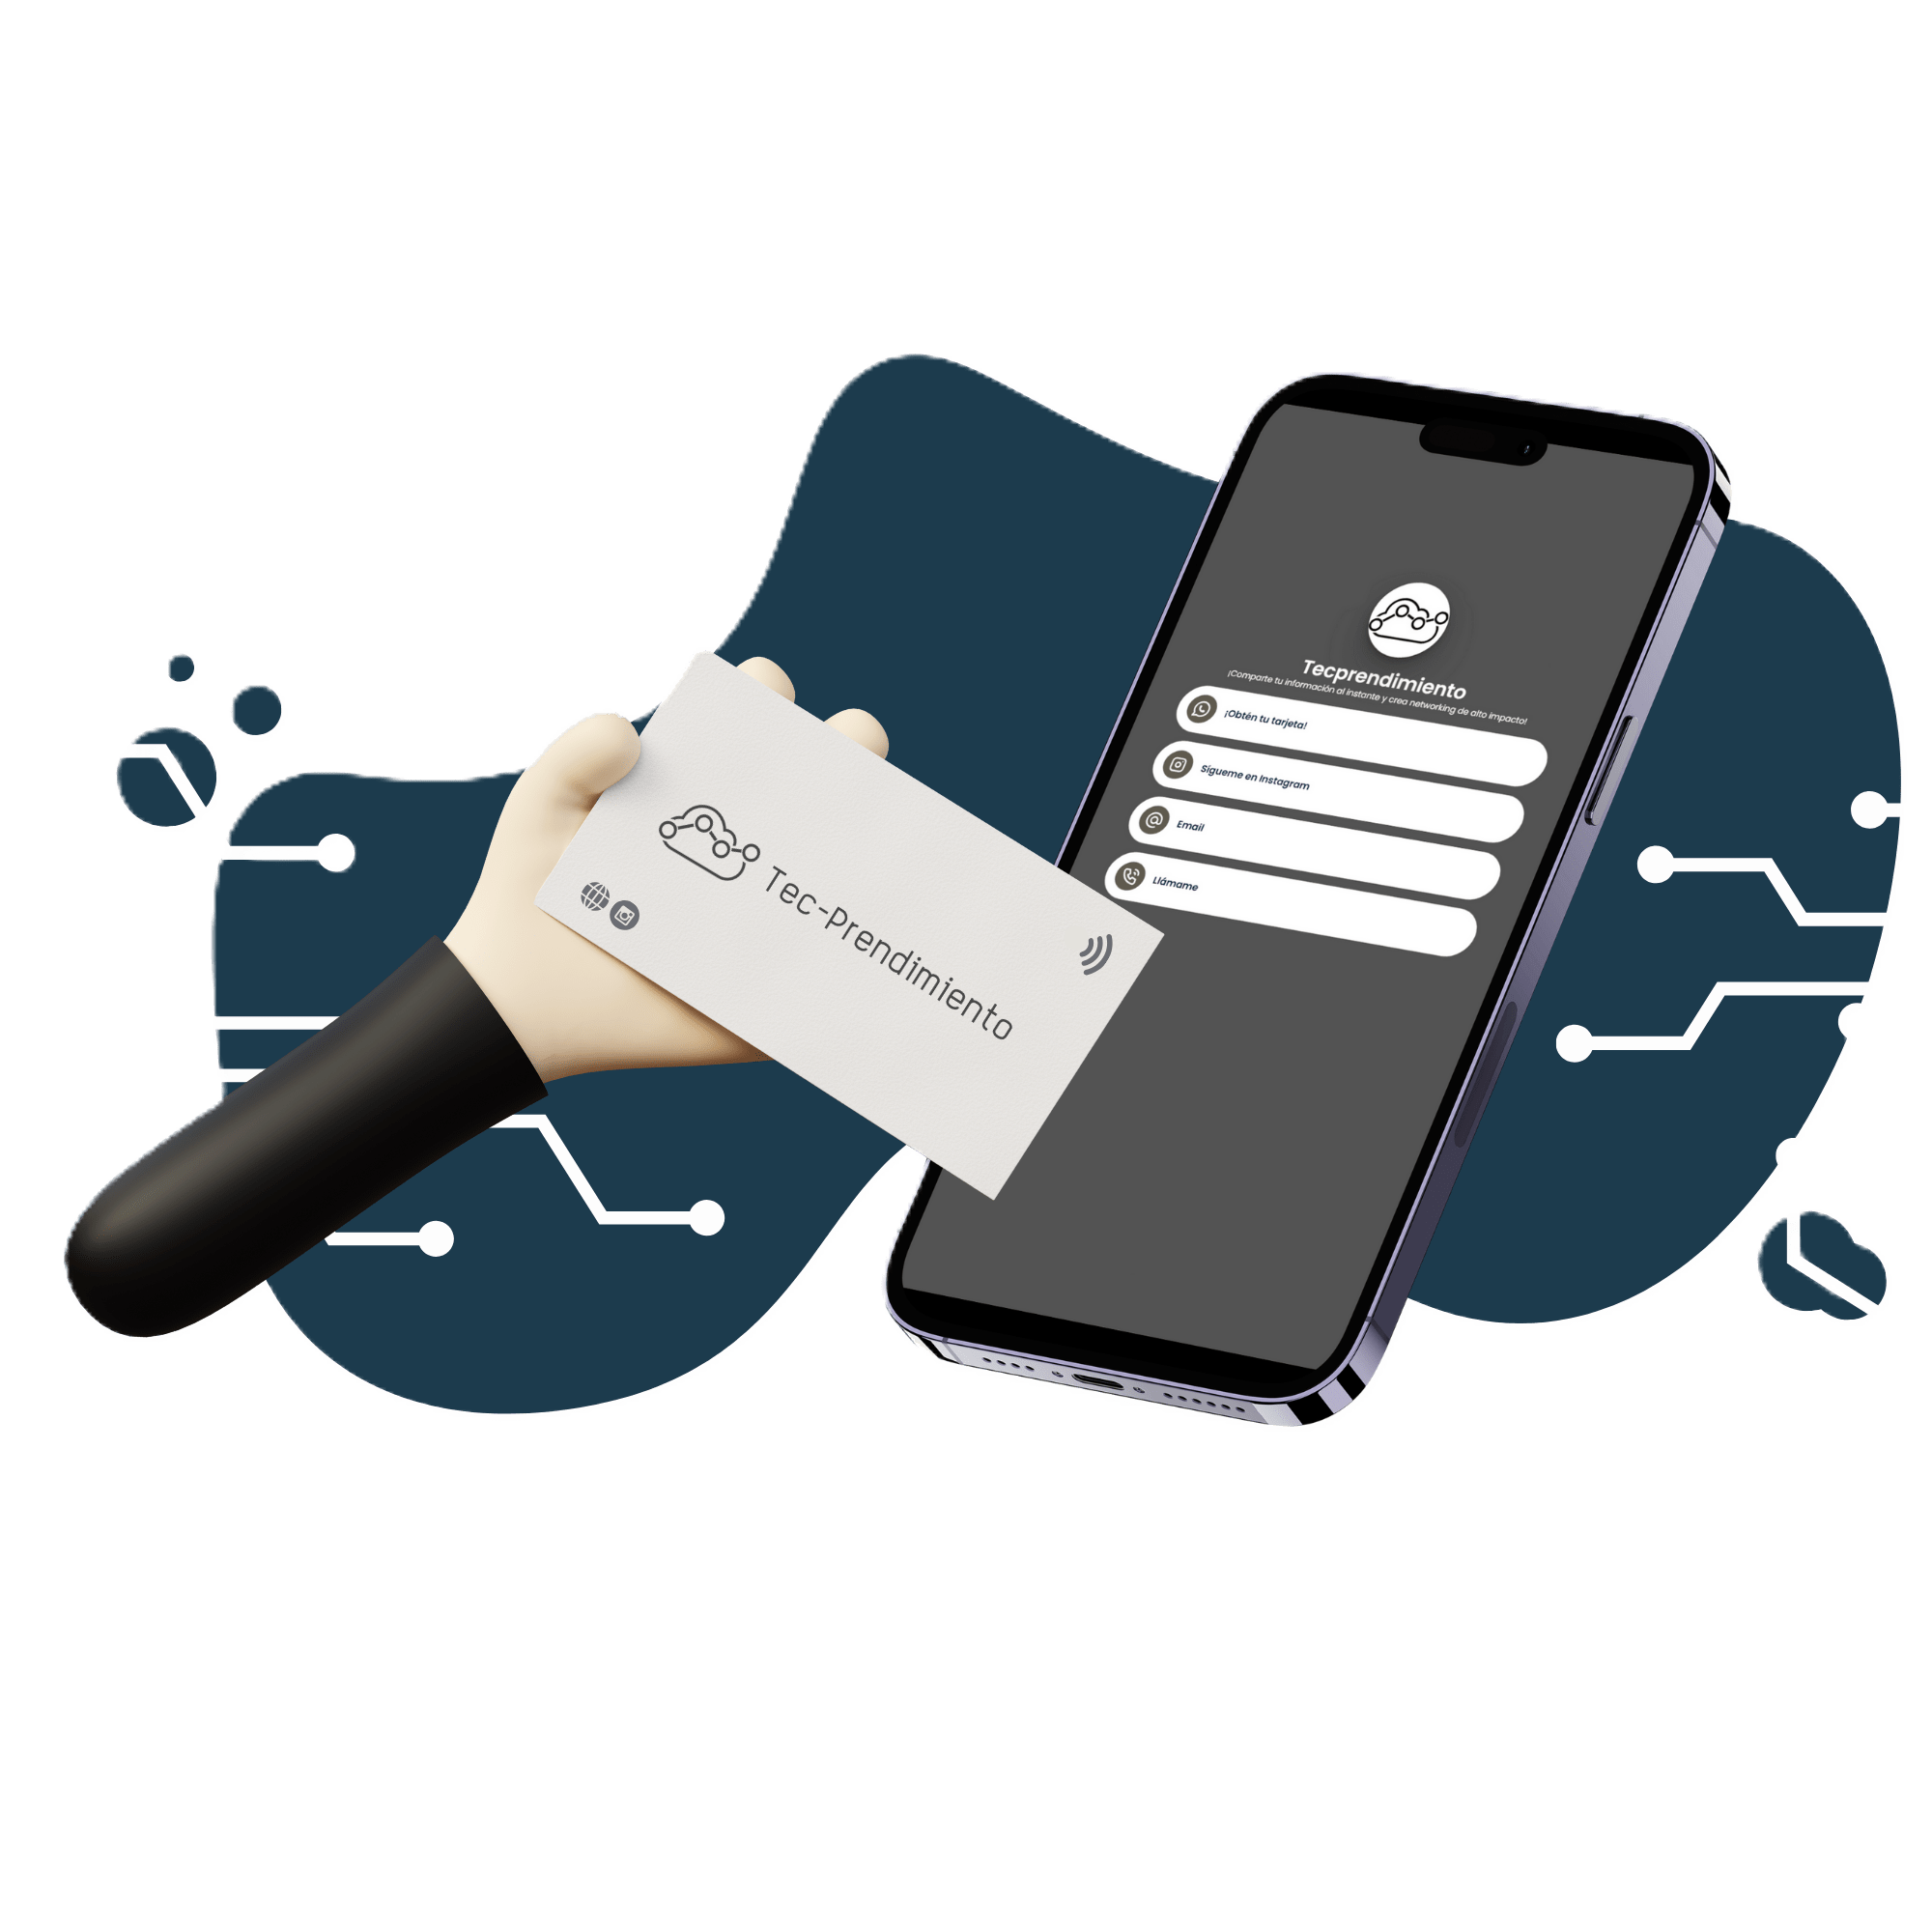 Tec-Prendimiento
Tecprendimiento
¡Comparte tu información al instante y crea networking de alto impacto!
¡Obtén tu tarjeta!
Sígueme en Instagram
Email
Llámame